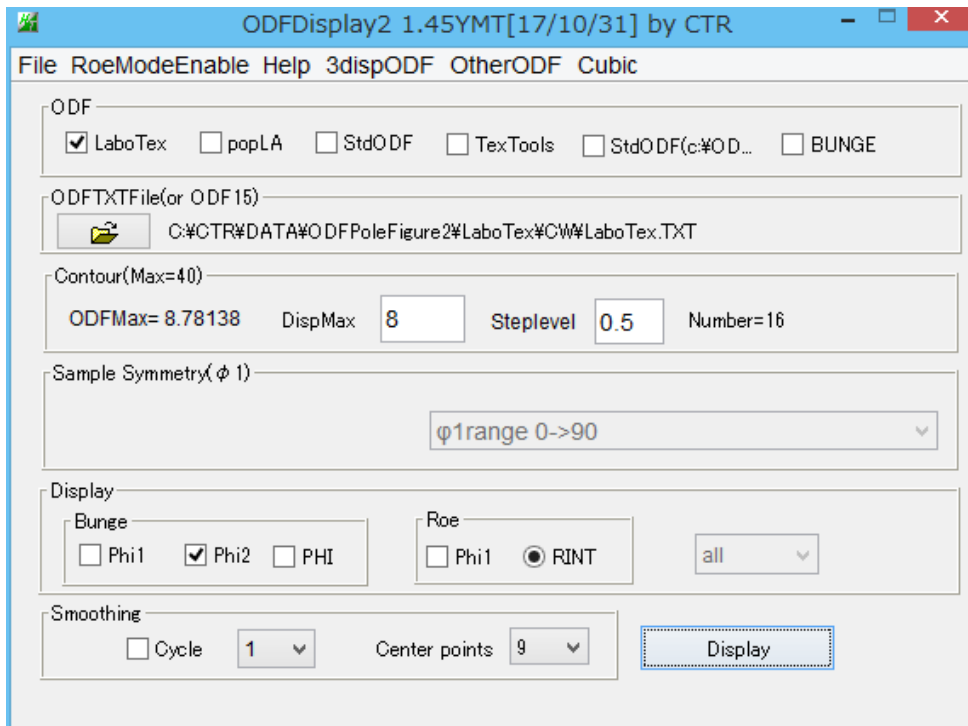 ODFDisplay2 1.45YMT[17/10/31] by CTR
File RoeModeEnable Help 3dispODF OtherODF Cubic
ODF
LaboTex popLA StdODF TexTools StdODF(c:¥OD... BUNGE
ODFTXTFile(or ODF15)
C:¥CTR¥DATA¥ODFPoleFigure2¥LaboTex¥CW¥LaboTex.TXT
Contour(Max=40)
ODFMax= 8.78138 DispMax 8 Steplevel 0.5 Number=16
Sample Symmetry(φ1)
φ1range 0->90
Display
Bunge Roe
Phi1 Phi2 PHI Phi1 RINT all
Smoothing
Cycle 1 Center points 9 Display